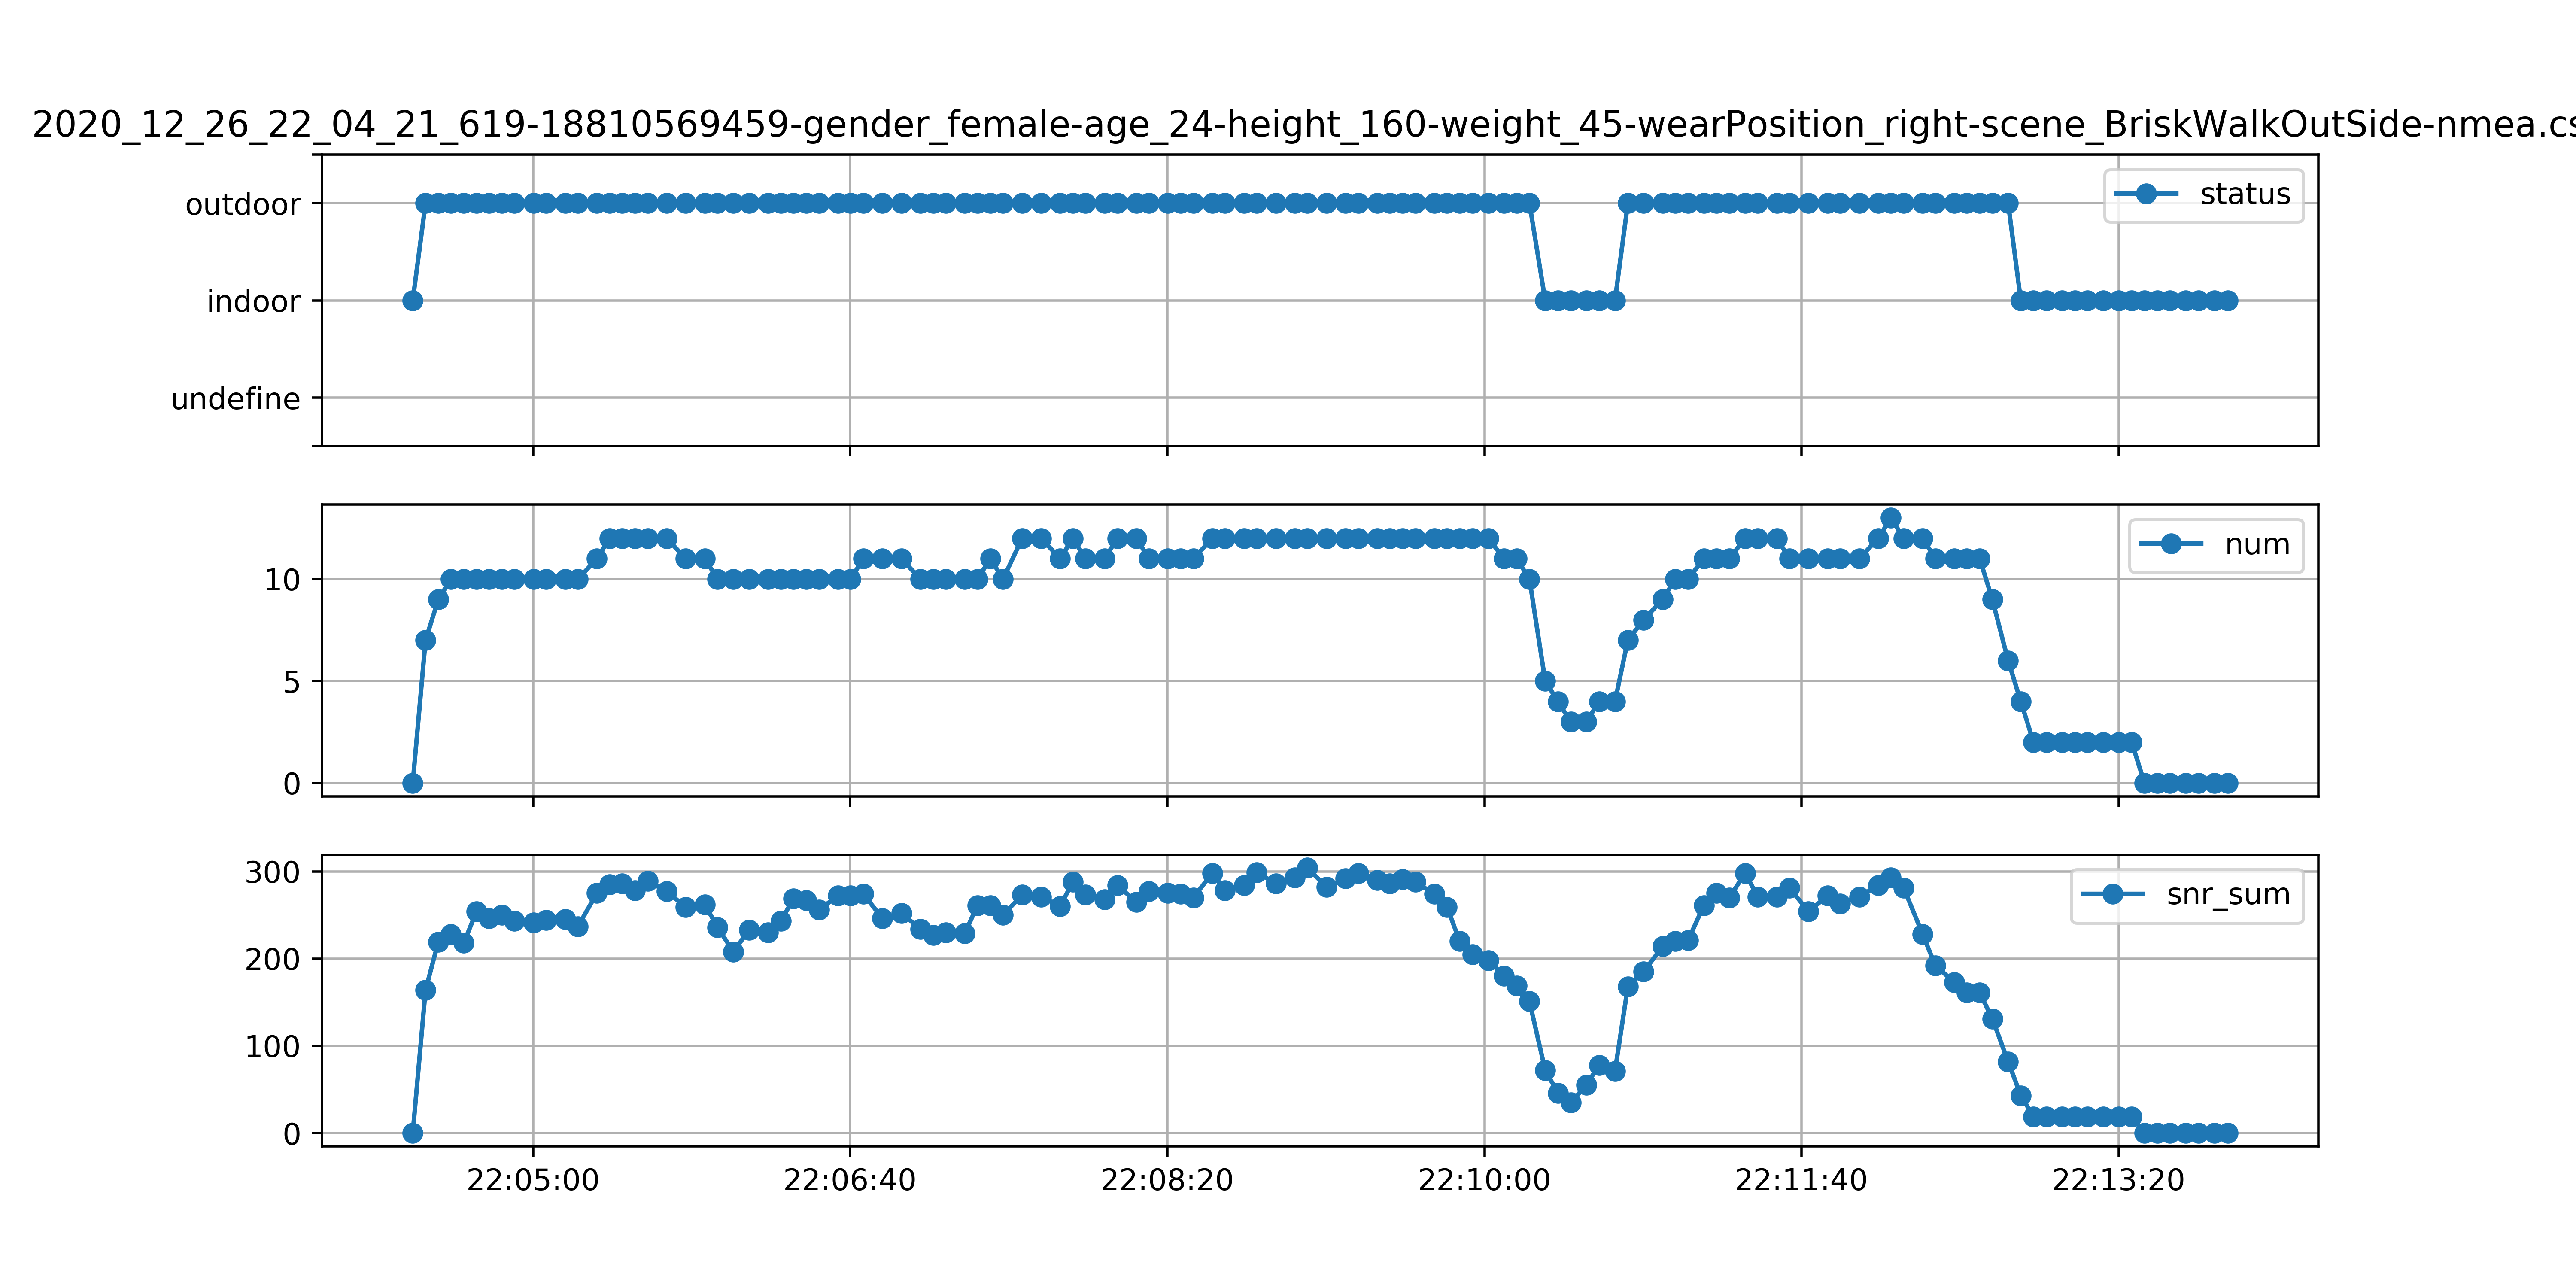 2020_12_26_22_04_21_619-18810569459-gender_female-age_24-height_160-weight_45-wearPosition_right-scene_BriskWalkOutSide-nmea.cs
outdoor
status
indoor
undefine
num
10
5
0
300
snr_sum
200
100
0
22:05:00 22:06:40 22:08:20 22:10:00 22:11:40 22:13:20